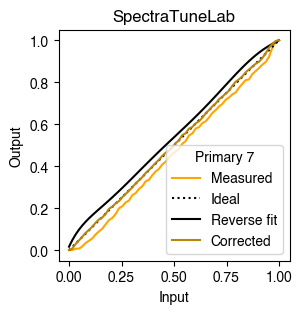 SpectraTuneLab
1.0
0.8
0.6
0.4
0.2
0.0
Output
Primary 7
Measured
Ideal
Reverse fit
Corrected
0.00
0.25
0.50
0.75
1.00
Input